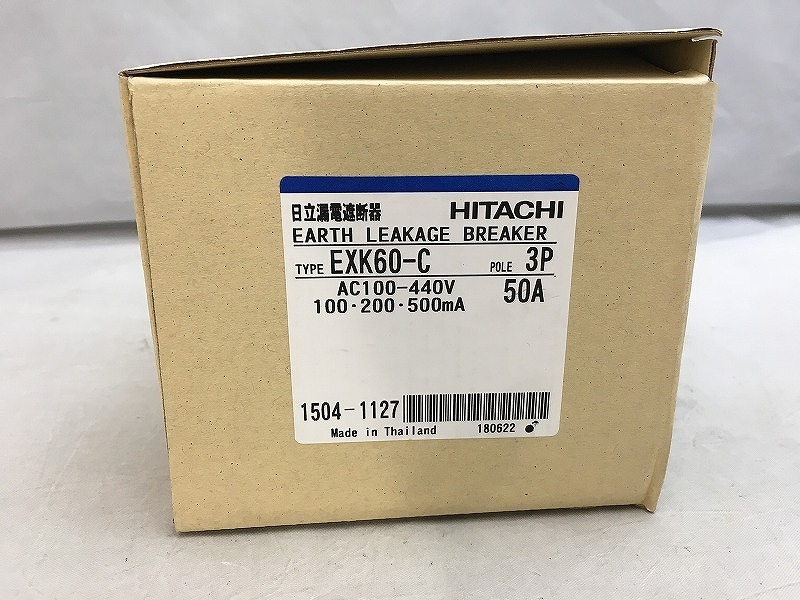 日立漏電遮断器 HITACHI
EARTH LEAKAGE BREAKER
TYPE EXK60-C POLE 3P
AC100-440V 50A
100・200・500mA
1504-1127
Made in Thailand 180622